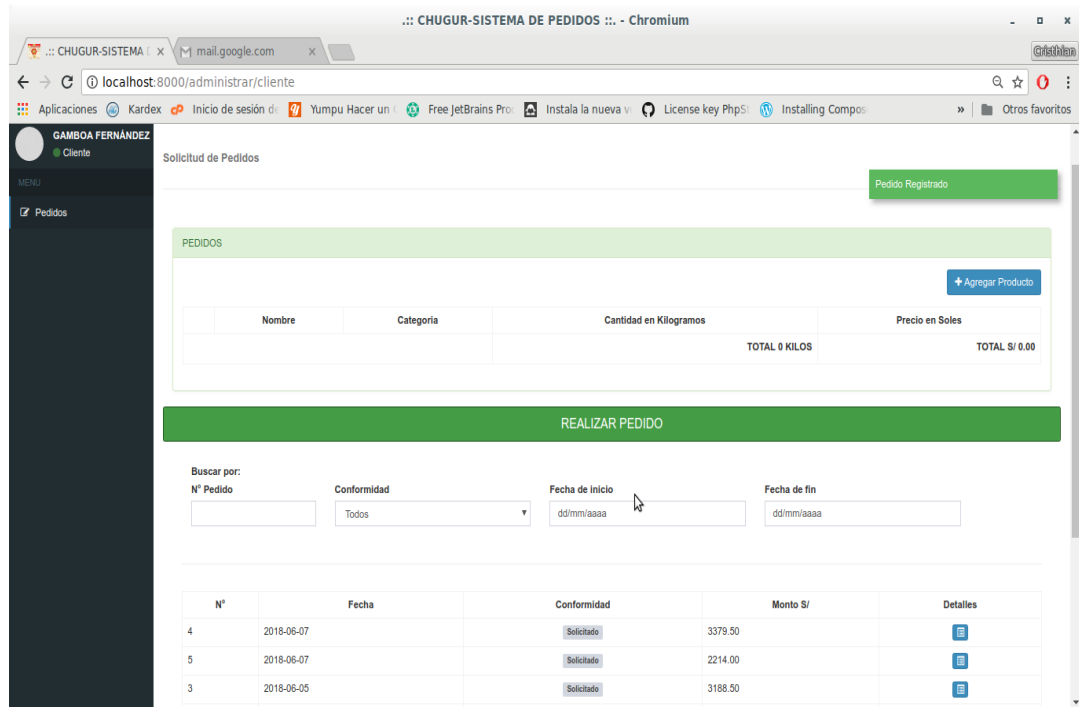 .:: CHUGUR-SISTEMA DE PEDIDOS ::. - Chromium
.:: CHUGUR-SISTEMA D
mail.google.com
Cristhian
localhost:8000/administrar/cliente
Aplicaciones Kardex Inicio de sesión de Yumpu Hacer un Free JetBrains Pro Instala la nueva v License key PhpSt Installing Compos » Otros favoritos
GAMBOA FERNÁNDEZ
Cliente
MENU
Pedidos
Solicitud de Pedidos
Pedido Registrado
PEDIDOS
+ Agregar Producto
Nombre Categoria Cantidad en Kilogramos Precio en Soles
TOTAL 0 KILOS TOTAL S/ 0.00
REALIZAR PEDIDO
Buscar por:
N° Pedido Conformidad Fecha de inicio Fecha de fin
Todos dd/mm/aaaa dd/mm/aaaa
N° Fecha Conformidad Monto S/ Detalles
4 2018-06-07 Solicitado 3379.50
5 2018-06-07 Solicitado 2214.00
3 2018-06-05 Solicitado 3188.50